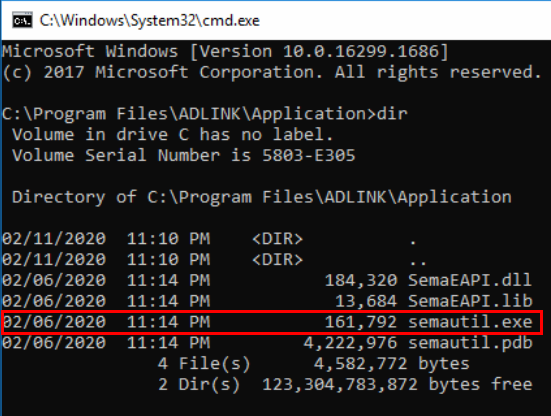 C:\Windows\System32\cmd.exe
Microsoft Windows [Version 10.0.16299.1686]
(c) 2017 Microsoft Corporation. All rights reserved.
C:\Program Files\ADLINK\Application>dir
Volume in drive C has no label.
Volume Serial Number is 5803-E305
Directory of C:\Program Files\ADLINK\Application
02/11/2020  11:10 PM    <DIR>          .
02/11/2020  11:10 PM    <DIR>          ..
02/06/2020  11:14 PM           184,320 SemaEAPI.dll
02/06/2020  11:14 PM            13,684 SemaEAPI.lib
02/06/2020  11:14 PM           161,792 semautil.exe
02/06/2020  11:14 PM         4,222,976 semautil.pdb
4 File(s)      4,582,772 bytes
2 Dir(s)  123,304,783,872 bytes free